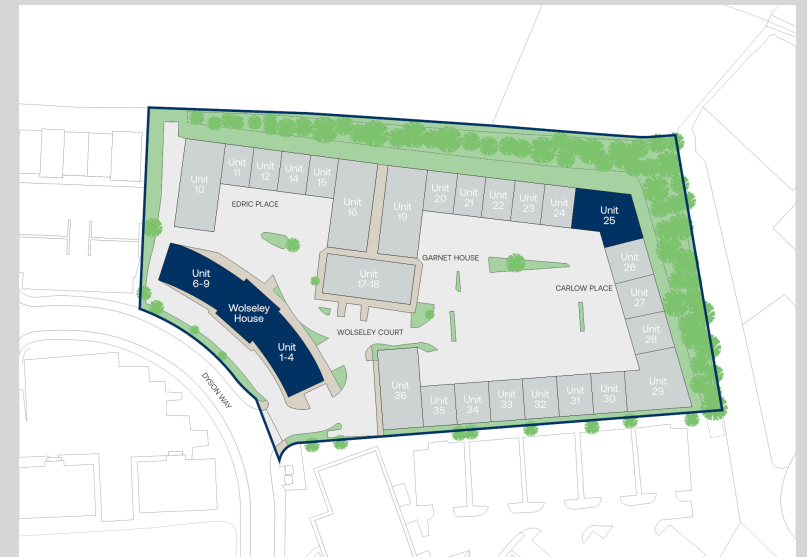 Unit
10
Unit
11
Unit
12
Unit
14
Unit
15
Unit
16
Unit
19
Unit
20
Unit
21
Unit
22
Unit
23
Unit
24
Unit
25
EDRIC PLACE
GARNET HOUSE
Unit
26
Unit
6-9
Unit
17-18
CARLOW PLACE
Unit
27
Wolseley
House
WOLSELEY COURT
Unit
28
Unit
1-4
DYSON WAY
Unit
36
Unit
35
Unit
34
Unit
33
Unit
32
Unit
31
Unit
30
Unit
29